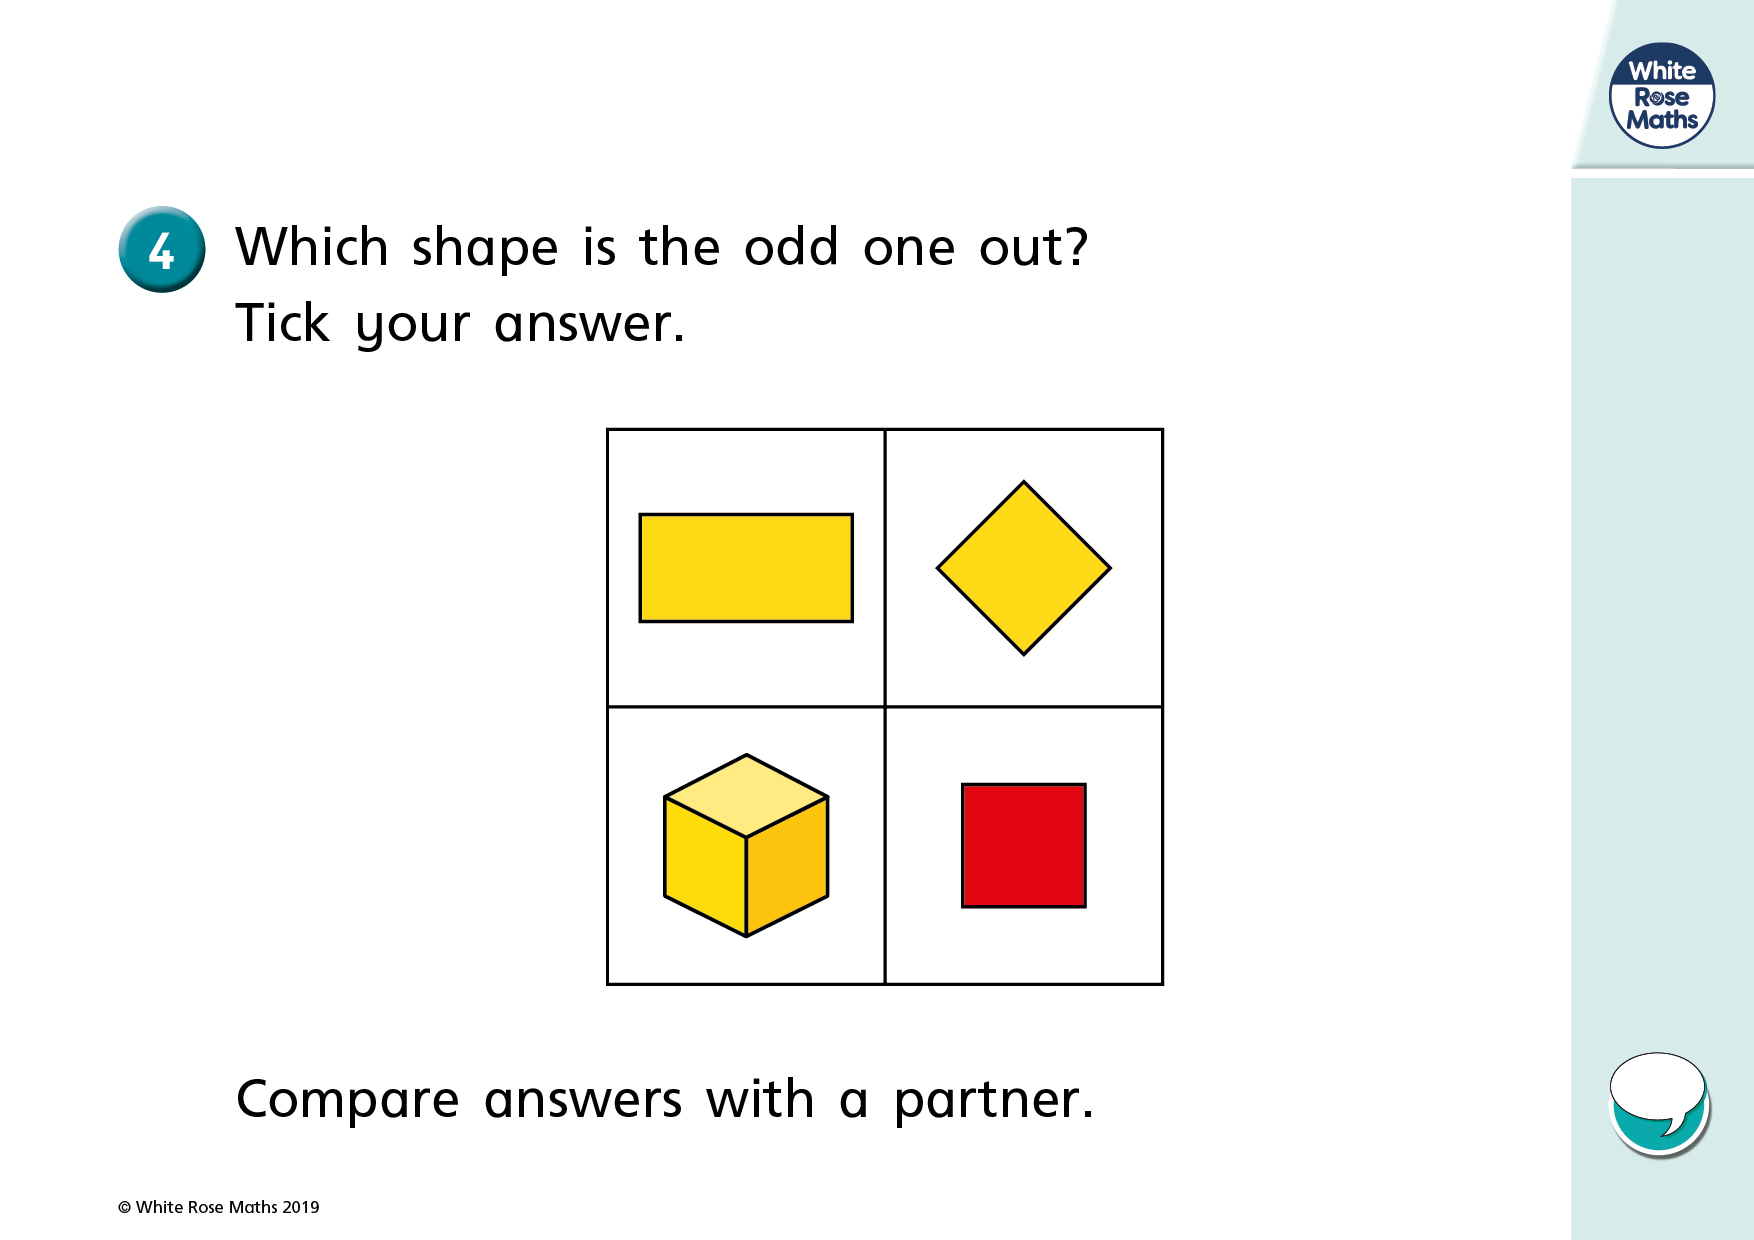 White
Rose
Maths
4 Which shape is the odd one out?
Tick your answer.
Compare answers with a partner.
© White Rose Maths 2019